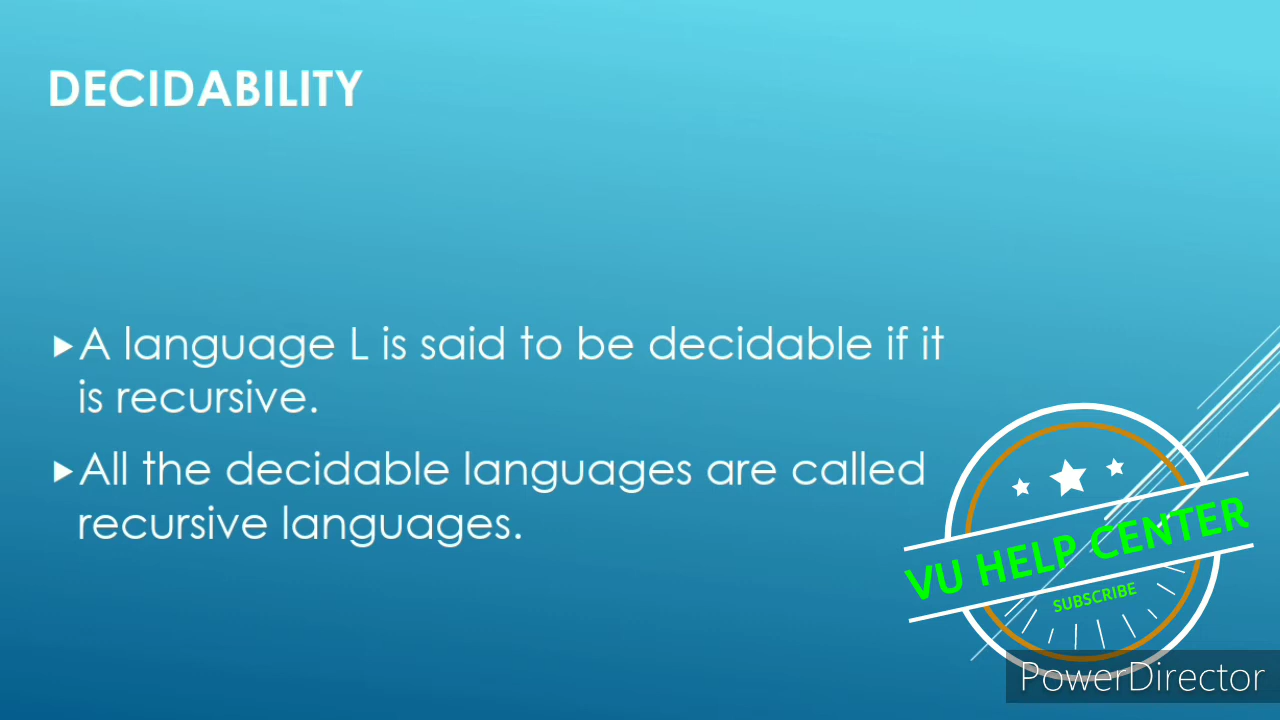 DECIDABILITY
▶A language L is said to be decidable if it
is recursive.
▶All the decidable languages are called
recursive languages.
VU HELP CENTER
SUBSCRIBE
PowerDirector